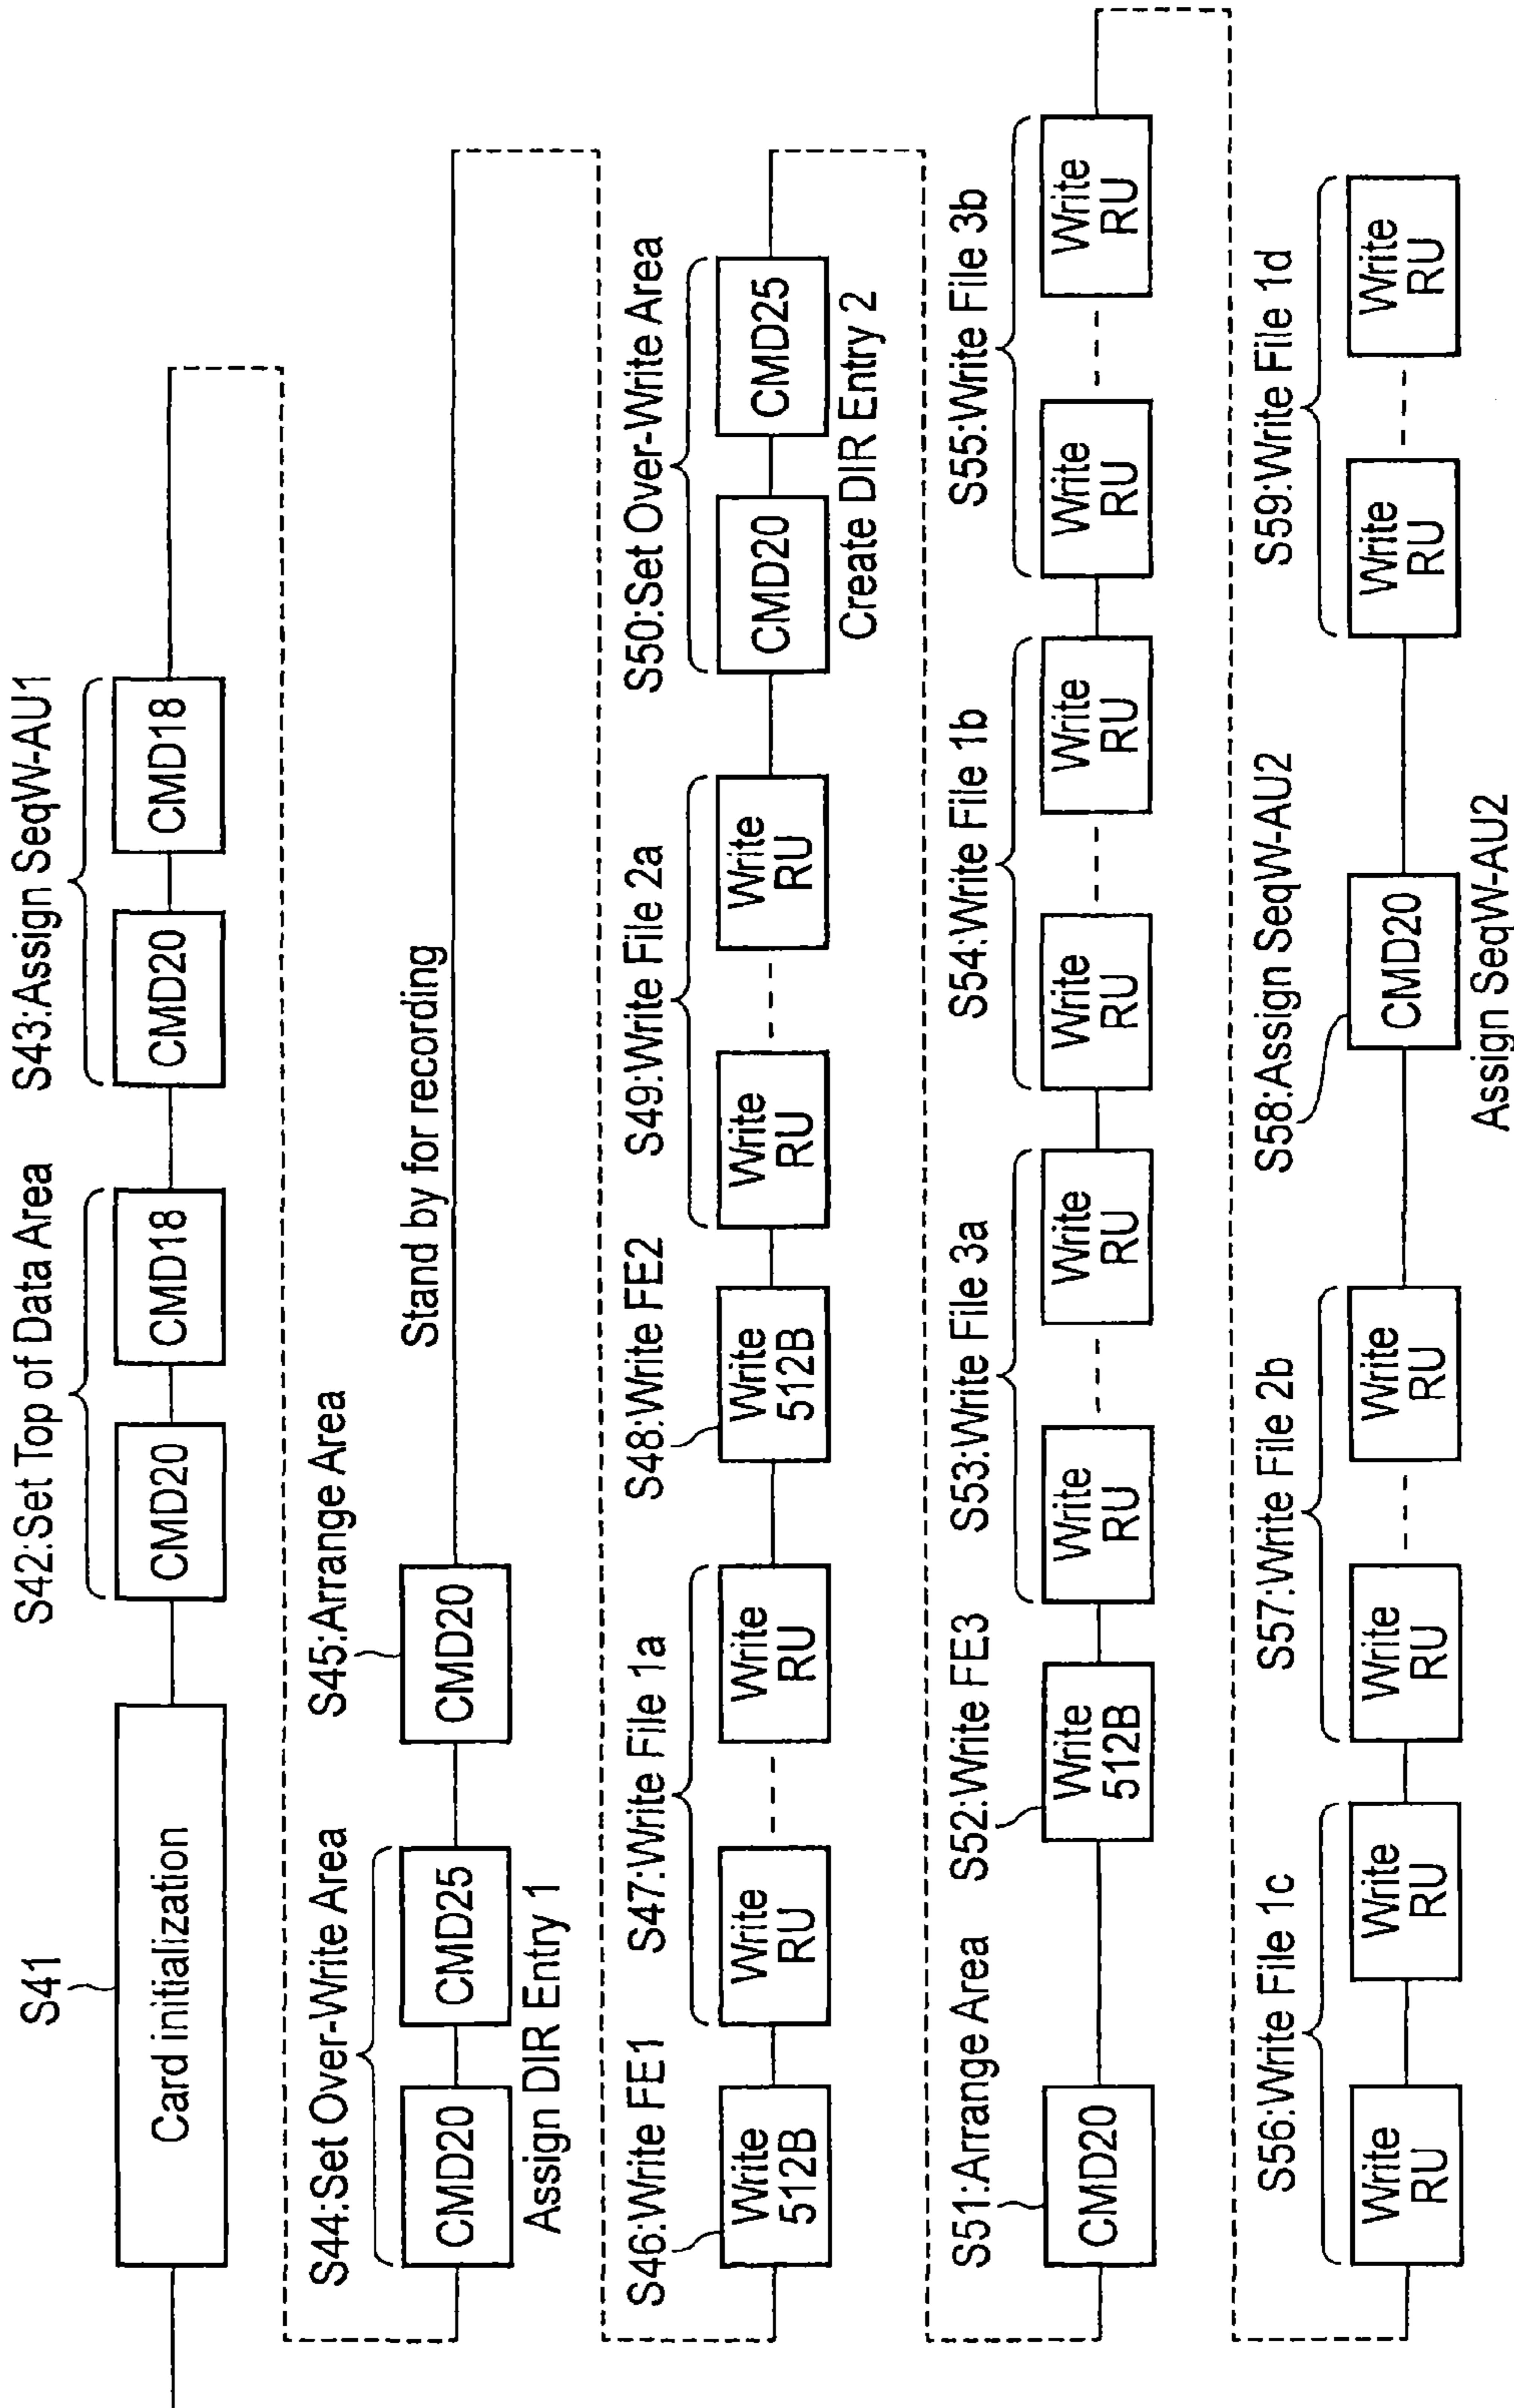 S41
Card initialization
S42:Set Top of Data Area
CMD20
CMD18
S43:Assign SeqW-AU1
CMD20
CMD18
S44:Set Over-Write Area
CMD20
CMD25
Assign DIR Entry 1
S45:Arrange Area
CMD20
Stand by for recording
S46:Write FE1
Write
512B
S47:Write File 1a
Write
RU
Write
RU
S48:Write FE2
Write
512B
S49:Write File 2a
Write
RU
Write
RU
S50:Set Over-Write Area
CMD20
CMD25
Create DIR Entry 2
S51:Arrange Area
CMD20
S52:Write FE3
Write
512B
S53:Write File 3a
Write
RU
Write
RU
S54:Write File 1b
Write
RU
Write
RU
S55:Write File 3b
Write
RU
Write
RU
S56:Write File 1c
Write
RU
Write
RU
S57:Write File 2b
Write
RU
Write
RU
S58:Assign SeqW-AU2
CMD20
Assign SeqW-AU2
S59:Write File 1d
Write
RU
Write
RU